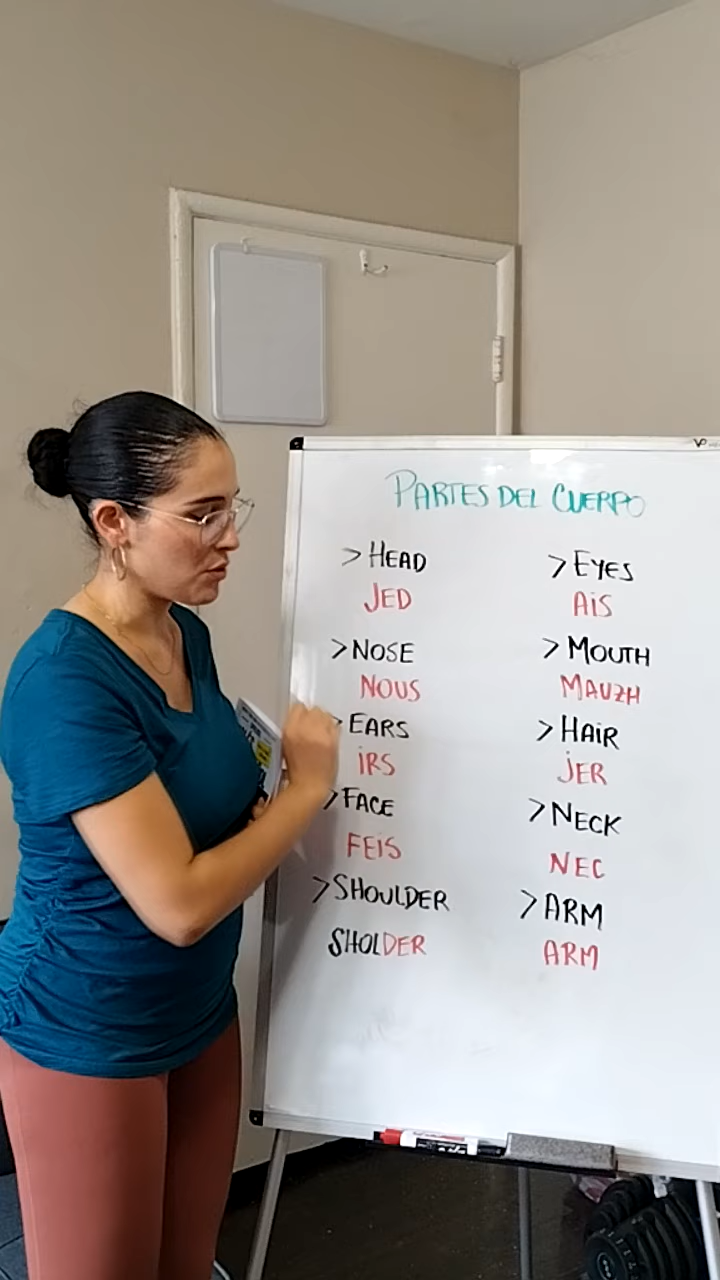 PARTES DEL CUERPO
> HEAD
JED
> NOSE
NOUS
> EARS
iRS
> FACE
FEiS
> SHOULDER
SHOLDER
> EYES
AiS
> MOUTH
MAUZH
> HAiR
jER
> NECK
NEC
> ARM
ARM